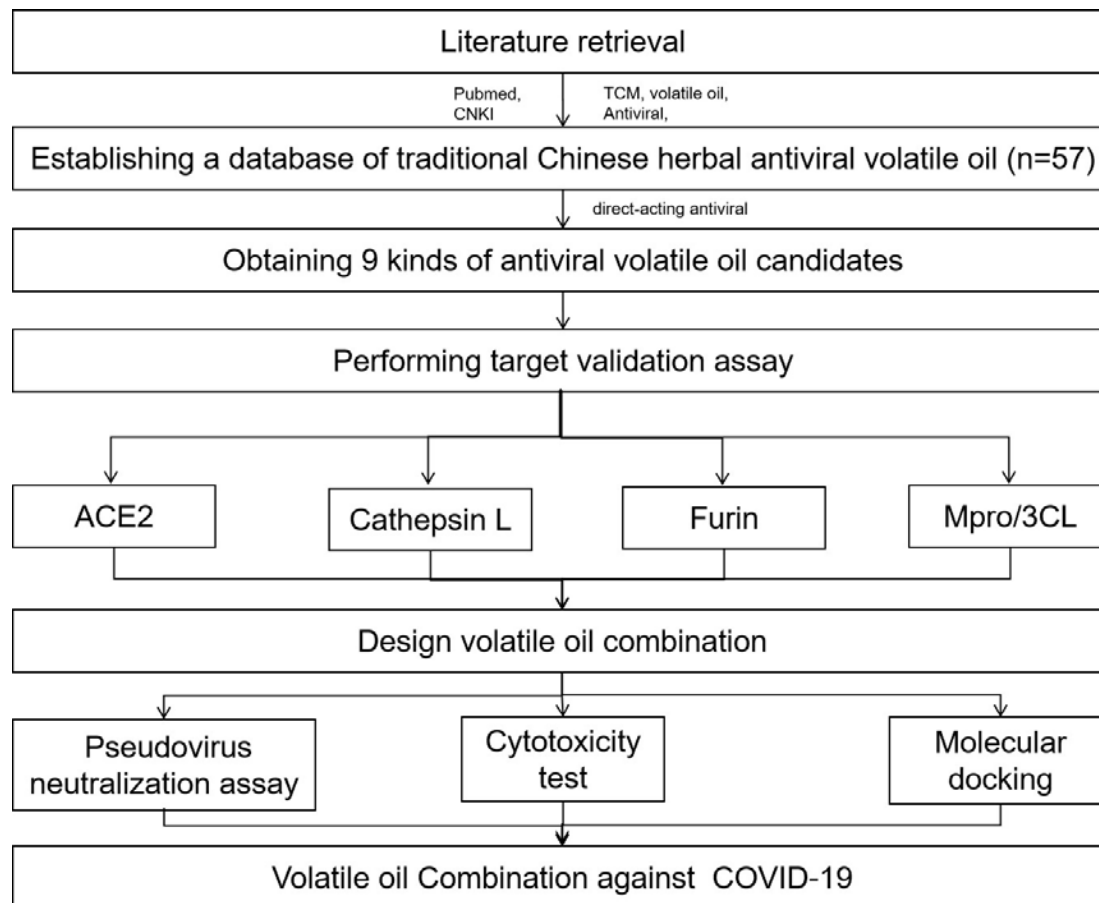 Literature retrieval
Pubmed,
CNKI
TCM, volatile oil,
Antiviral,
Establishing a database of traditional Chinese herbal antiviral volatile oil (n=57)
direct-acting antiviral
Obtaining 9 kinds of antiviral volatile oil candidates
Performing target validation assay
ACE2
Cathepsin L
Furin
Mpro/3CL
Design volatile oil combination
Pseudovirus
neutralization assay
Cytotoxicity
test
Molecular
docking
Volatile oil Combination against COVID-19